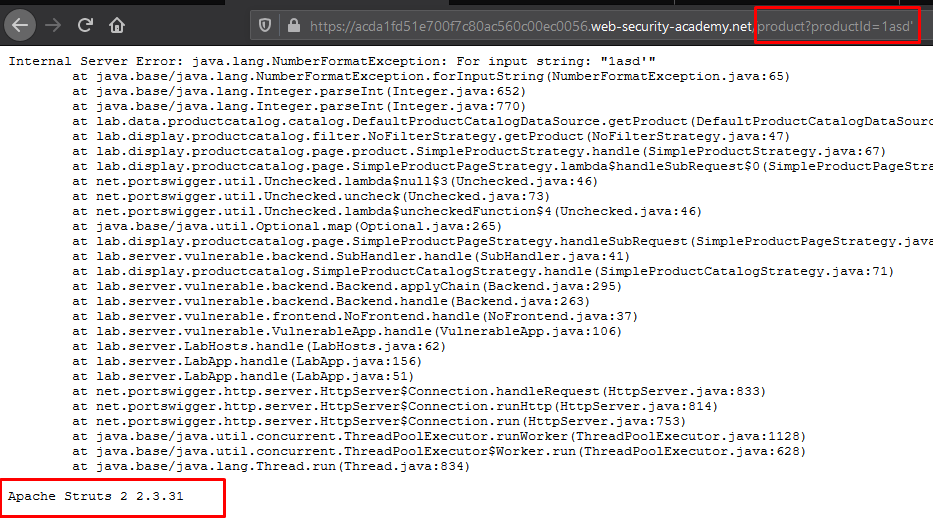 https://acda1fd51e700f7c80ac560c00ec0056.web-security-academy.net/product?productId=1asd'
Internal Server Error: java.lang.NumberFormatException: For input string: "1asd'"
at java.base/java.lang.NumberFormatException.forInputString(NumberFormatException.java:65)
at java.base/java.lang.Integer.parseInt(Integer.java:652)
at java.base/java.lang.Integer.parseInt(Integer.java:770)
at lab.data.productcatalog.catalog.DefaultProductCatalogDataSource.getProduct(DefaultProductCatalogDataSourc
at lab.display.productcatalog.filter.NoFilterStrategy.getProduct(NoFilterStrategy.java:47)
at lab.display.productcatalog.page.product.SimpleProductStrategy.handle(SimpleProductStrategy.java:67)
at lab.display.productcatalog.page.SimpleProductPageStrategy.lambda$handleSubRequest$0(SimpleProductPageStra
at net.portswigger.util.Unchecked.lambda$null$3(Unchecked.java:46)
at net.portswigger.util.Unchecked.uncheck(Unchecked.java:73)
at net.portswigger.util.Unchecked.lambda$uncheckedFunction$4(Unchecked.java:46)
at java.base/java.util.Optional.map(Optional.java:265)
at lab.display.productcatalog.page.SimpleProductPageStrategy.handleSubRequest(SimpleProductPageStrategy.java
at lab.server.vulnerable.backend.SubHandler.handle(SubHandler.java:41)
at lab.display.productcatalog.SimpleProductCatalogStrategy.handle(SimpleProductCatalogStrategy.java:71)
at lab.server.vulnerable.backend.Backend.applyChain(Backend.java:295)
at lab.server.vulnerable.backend.Backend.handle(Backend.java:263)
at lab.server.vulnerable.frontend.NoFrontend.handle(NoFrontend.java:37)
at lab.server.vulnerable.VulnerableApp.handle(VulnerableApp.java:106)
at lab.server.LabHosts.handle(LabHosts.java:62)
at lab.server.LabApp.handle(LabApp.java:156)
at lab.server.LabApp.handle(LabApp.java:51)
at net.portswigger.http.server.HttpServer$Connection.handleRequest(HttpServer.java:833)
at net.portswigger.http.server.HttpServer$Connection.runHttp(HttpServer.java:814)
at net.portswigger.http.server.HttpServer$Connection.run(HttpServer.java:753)
at java.base/java.util.concurrent.ThreadPoolExecutor.runWorker(ThreadPoolExecutor.java:1128)
at java.base/java.util.concurrent.ThreadPoolExecutor$Worker.run(ThreadPoolExecutor.java:628)
at java.base/java.lang.Thread.run(Thread.java:834)
Apache Struts 2 2.3.31